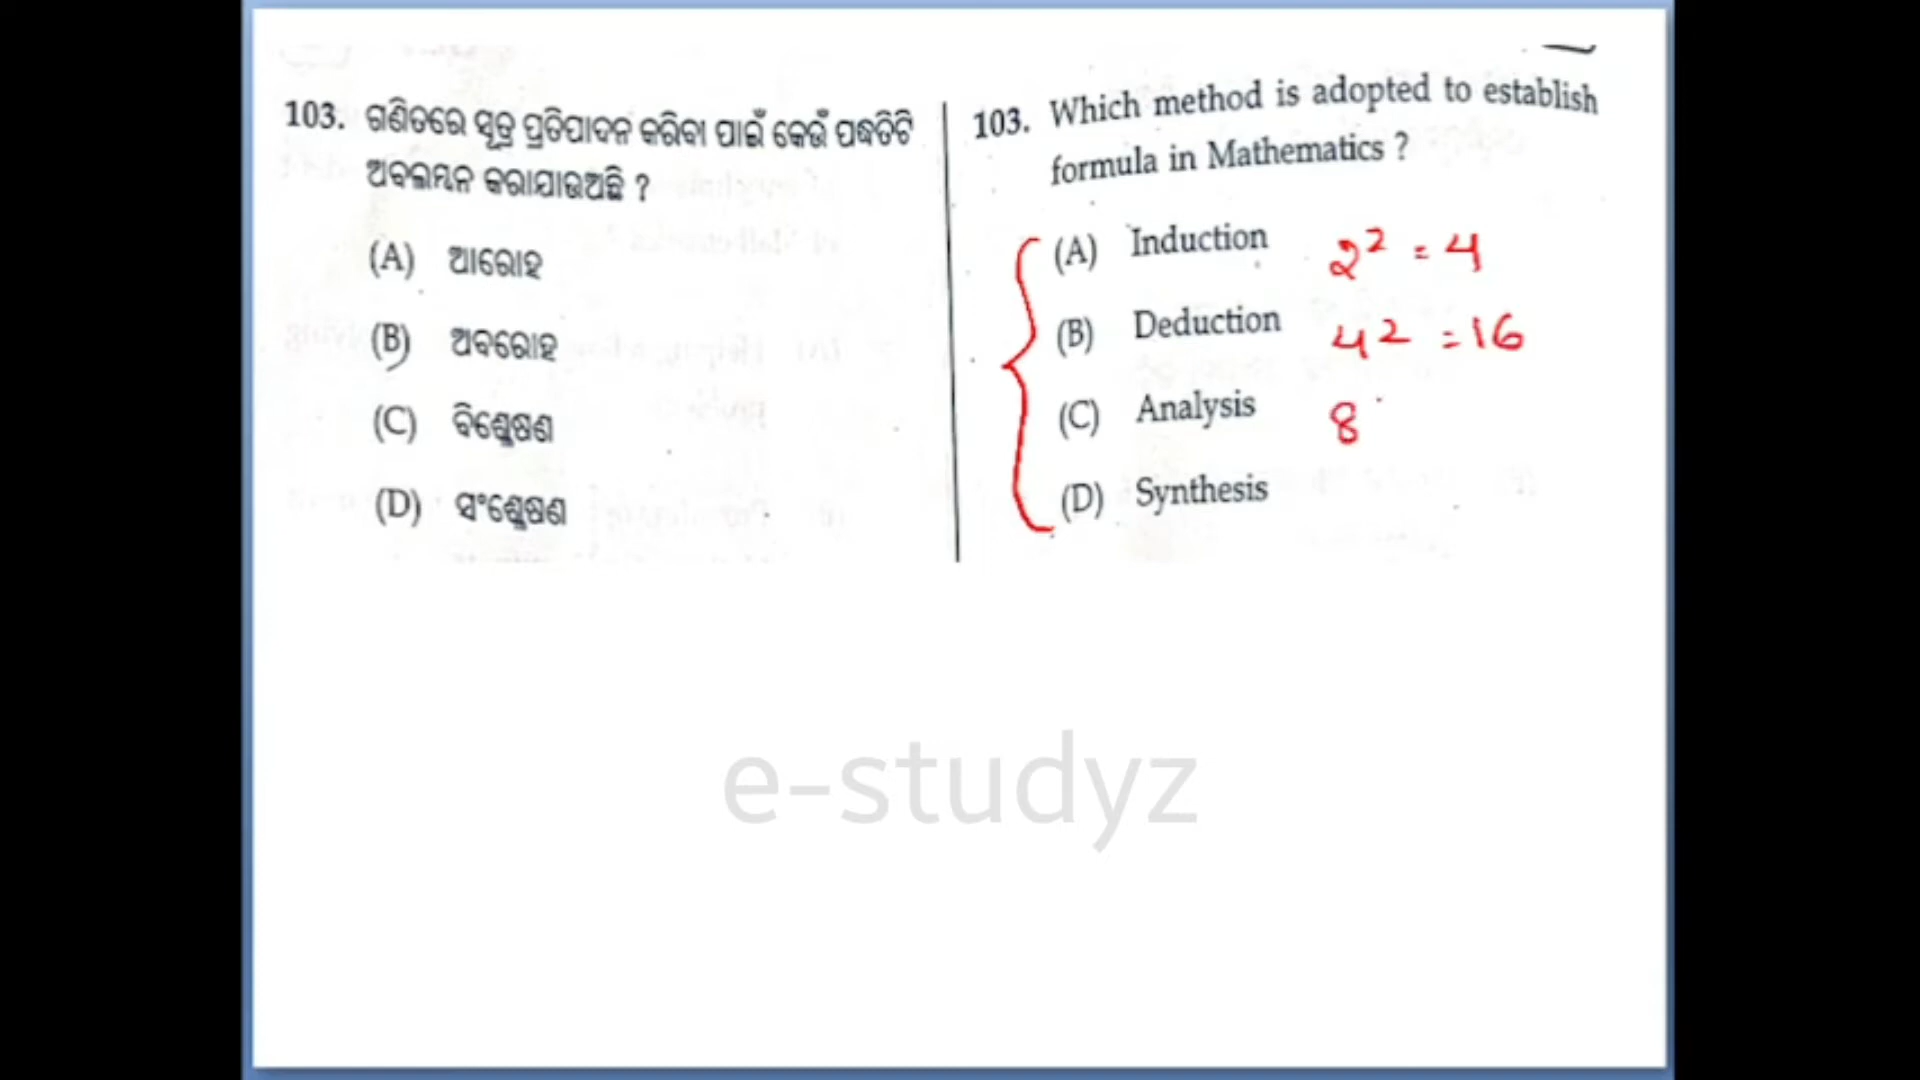 103. ଗଣିତରେ ସୂତ୍ର ପ୍ରତିପାଦନ କରିବା ପାଇଁ କେଉଁ ପଦ୍ଧତିଟି
ଅବଲମ୍ବନ କରାଯାଉଅଛି ?
(A) ଆରୋହ
(B) ଅବରୋହ
(C) ବିଶ୍ଳେଷଣ
(D) ସଂଶ୍ଳେଷଣ
103. Which method is adopted to establish
formula in Mathematics ?
(A) Induction 2² = 4
(B) Deduction 4² = 16
(C) Analysis 8
(D) Synthesis
e-studyz